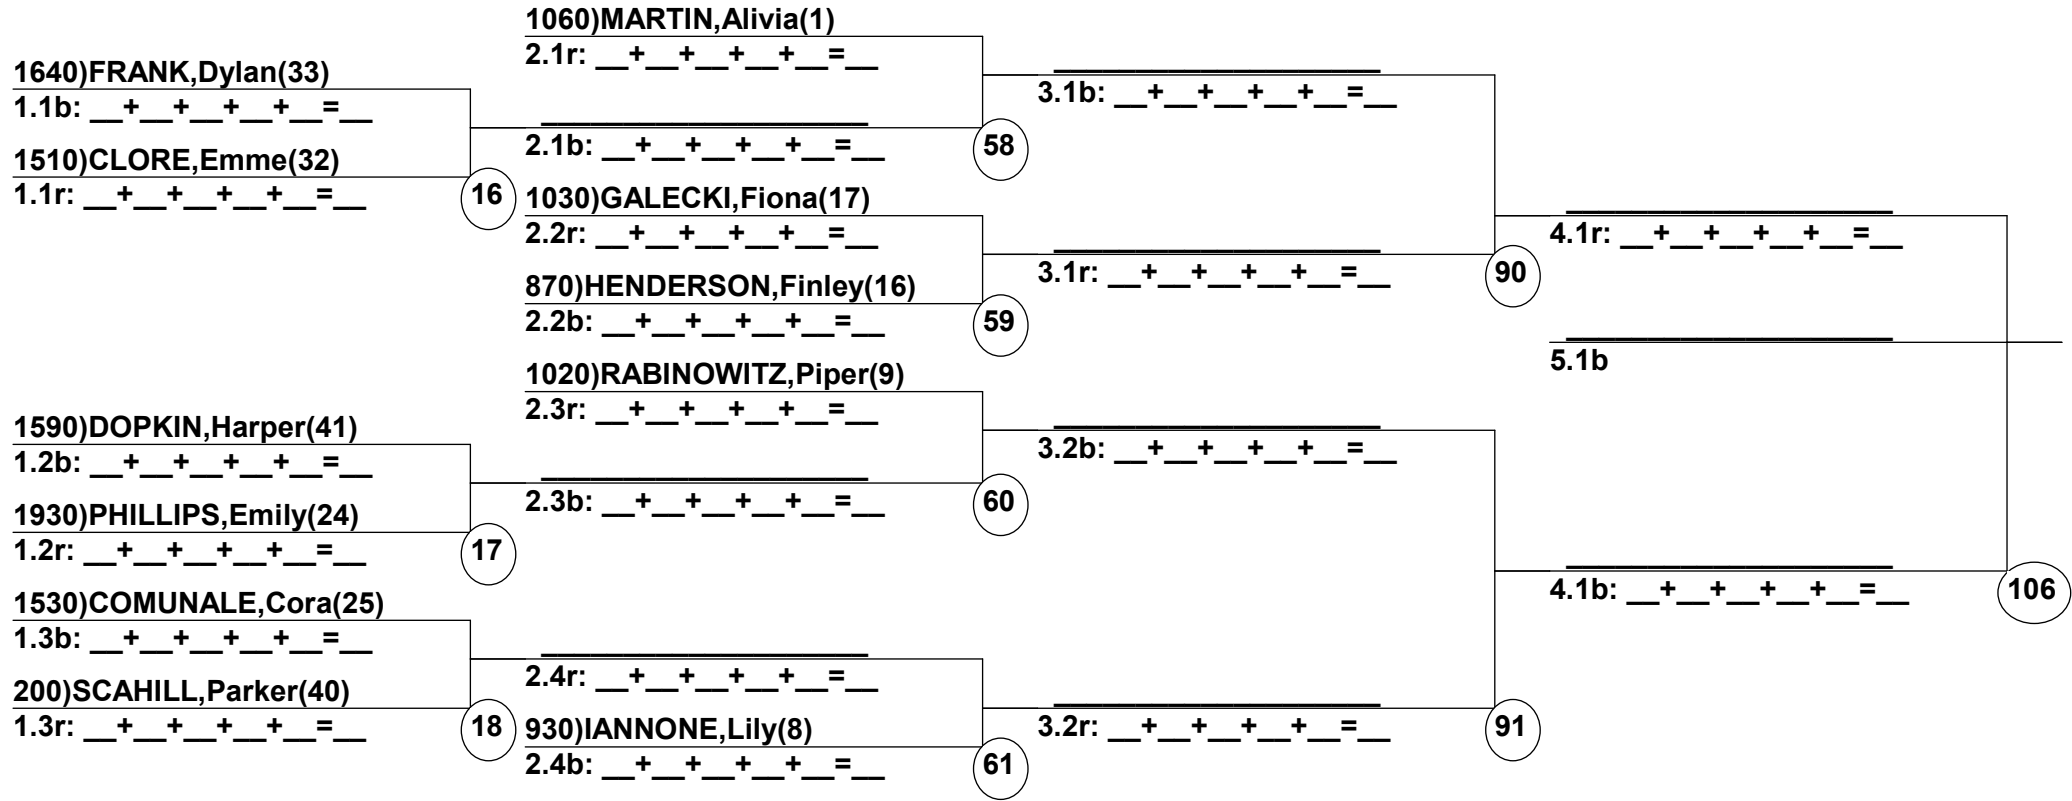 1640)FRANK,Dylan(33)
1.1b: __+__+__+__+__=__
1510)CLORE,Emme(32)
1.1r: __+__+__+__+__=__
16
1590)DOPKIN,Harper(41)
1.2b: __+__+__+__+__=__
1930)PHILLIPS,Emily(24)
1.2r: __+__+__+__+__=__
17
1530)COMUNALE,Cora(25)
1.3b: __+__+__+__+__=__
200)SCAHILL,Parker(40)
1.3r: __+__+__+__+__=__
18
1060)MARTIN,Alivia(1)
2.1r: __+__+__+__+__=__
____________________
2.1b: __+__+__+__+__=__
58
1030)GALECKI,Fiona(17)
2.2r: __+__+__+__+__=__
870)HENDERSON,Finley(16)
2.2b: __+__+__+__+__=__
59
1020)RABINOWITZ,Piper(9)
2.3r: __+__+__+__+__=__
____________________
2.3b: __+__+__+__+__=__
60
____________________
2.4r: __+__+__+__+__=__
930)IANNONE,Lily(8)
2.4b: __+__+__+__+__=__
61
____________________
3.1b: __+__+__+__+__=__
____________________
3.1r: __+__+__+__+__=__
90
____________________
3.2b: __+__+__+__+__=__
____________________
3.2r: __+__+__+__+__=__
91
____________________
4.1r: __+__+__+__+__=__
____________________
5.1b
____________________
4.1b: __+__+__+__+__=__
106